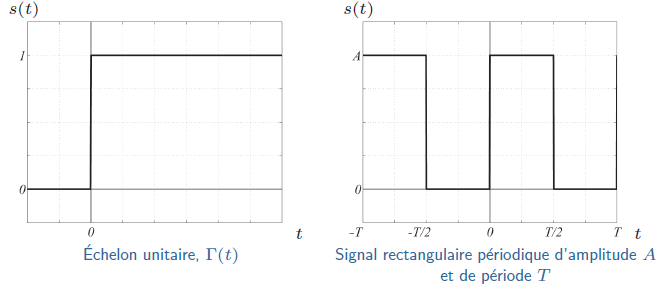 s(t)
1
0
0
t
Échelon unitaire, Γ(t)
s(t)
A
0
-T
-T/2
0
T/2
T
t
Signal rectangulaire périodique d'amplitude A
et de période T